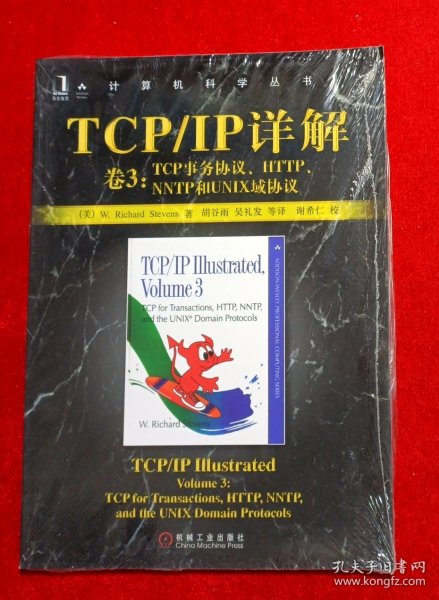 计算机科学丛书
TCP/IP详解
卷3：TCP事务协议、HTTP、
NNTP和UNIX域协议
（美）W. Richard Stevens 著 胡谷雨 吴礼发 等译 谢希仁 校
TCP/IP Illustrated,
Volume 3
TCP for Transactions, HTTP, NNTP,
and the UNIX® Domain Protocols
ADDISON-WESLEY PROFESSIONAL COMPUTING SERIES
W. Richard Stevens
TCP/IP Illustrated
Volume 3:
TCP for Transactions, HTTP, NNTP,
and the UNIX Domain Protocols
机械工业出版社
China Machine Press
孔夫子旧书网
www.kongfz.com